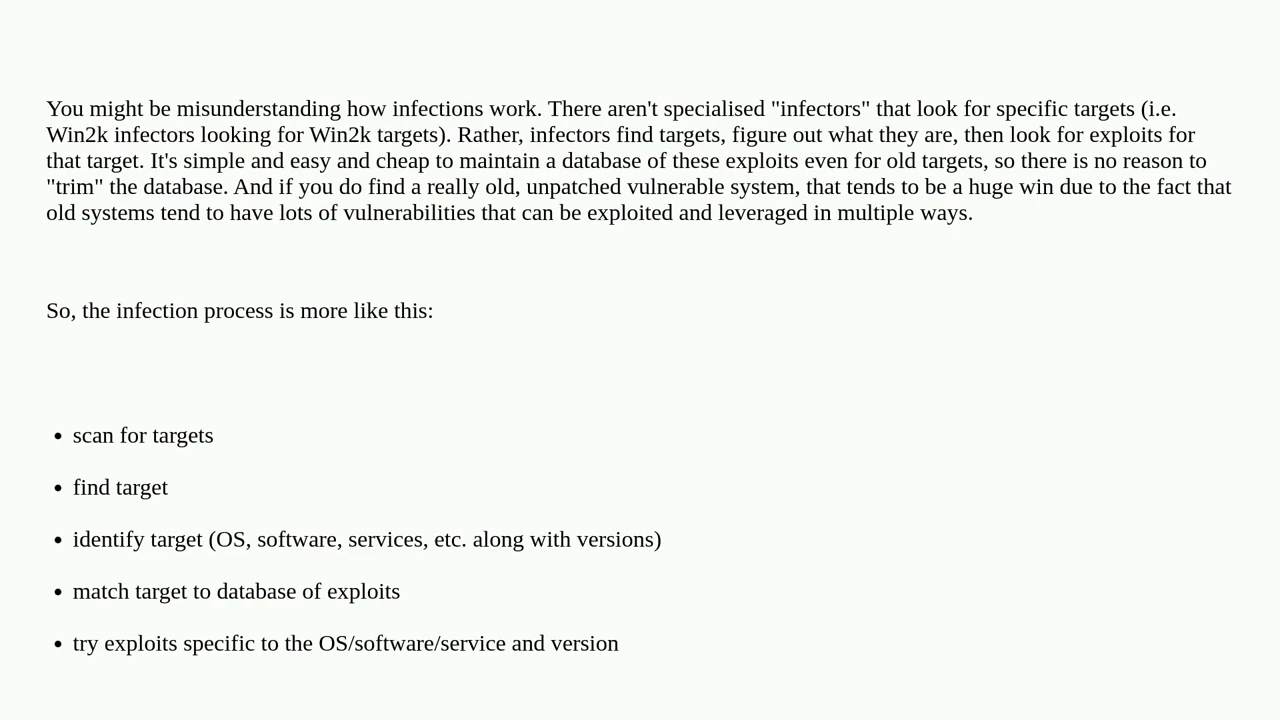 You might be misunderstanding how infections work. There aren't specialised "infectors" that look for specific targets (i.e.
Win2k infectors looking for Win2k targets). Rather, infectors find targets, figure out what they are, then look for exploits for
that target. It's simple and easy and cheap to maintain a database of these exploits even for old targets, so there is no reason to
"trim" the database. And if you do find a really old, unpatched vulnerable system, that tends to be a huge win due to the fact that
old systems tend to have lots of vulnerabilities that can be exploited and leveraged in multiple ways.
So, the infection process is more like this:
• scan for targets
• find target
• identify target (OS, software, services, etc. along with versions)
• match target to database of exploits
• try exploits specific to the OS/software/service and version